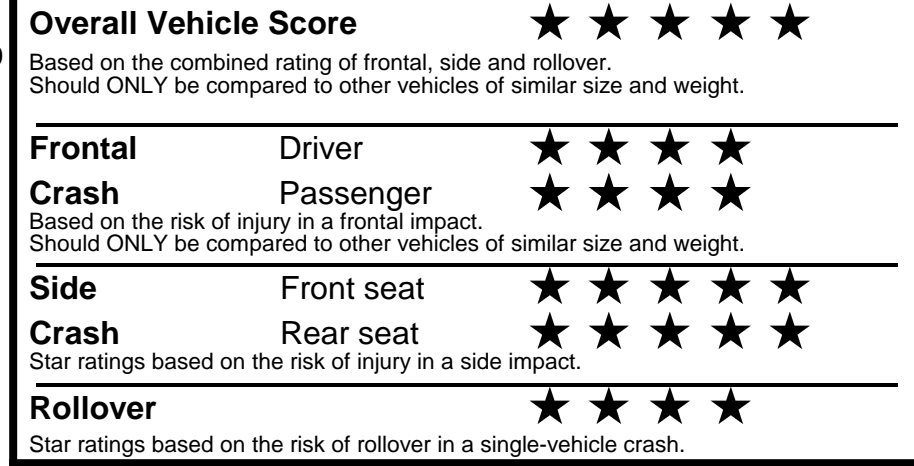 Overall Vehicle Score ★ ★ ★ ★ ★
Based on the combined rating of frontal, side and rollover.
Should ONLY be compared to other vehicles of similar size and weight.
Frontal Driver ★ ★ ★ ★
Crash Passenger ★ ★ ★ ★
Based on the risk of injury in a frontal impact.
Should ONLY be compared to other vehicles of similar size and weight.
Side Front seat ★ ★ ★ ★ ★
Crash Rear seat ★ ★ ★ ★ ★
Star ratings based on the risk of injury in a side impact.
Rollover ★ ★ ★ ★
Star ratings based on the risk of rollover in a single-vehicle crash.